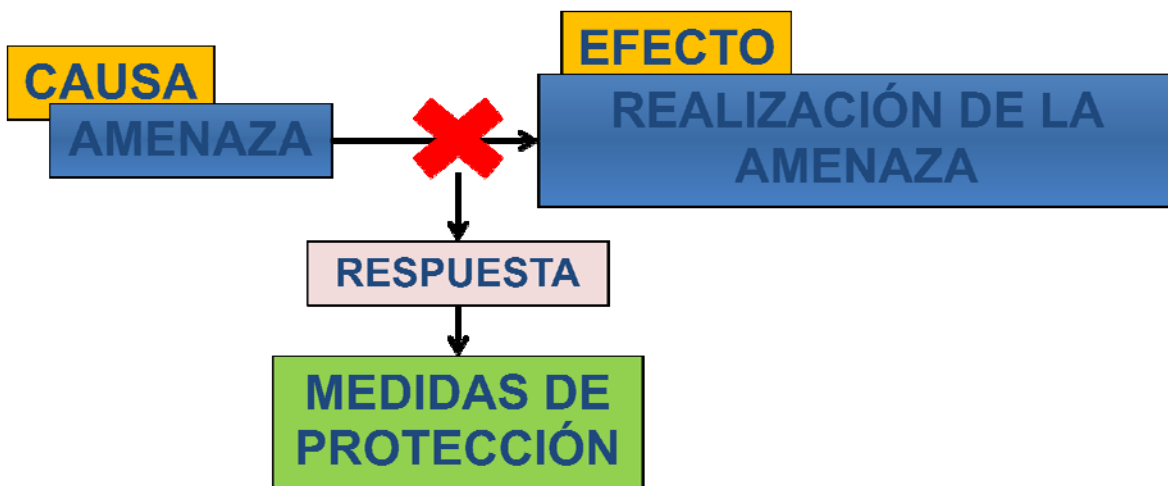 CAUSA
AMENAZA
EFECTO
REALIZACIÓN DE LA
AMENAZA
RESPUESTA
MEDIDAS DE
PROTECCIÓN